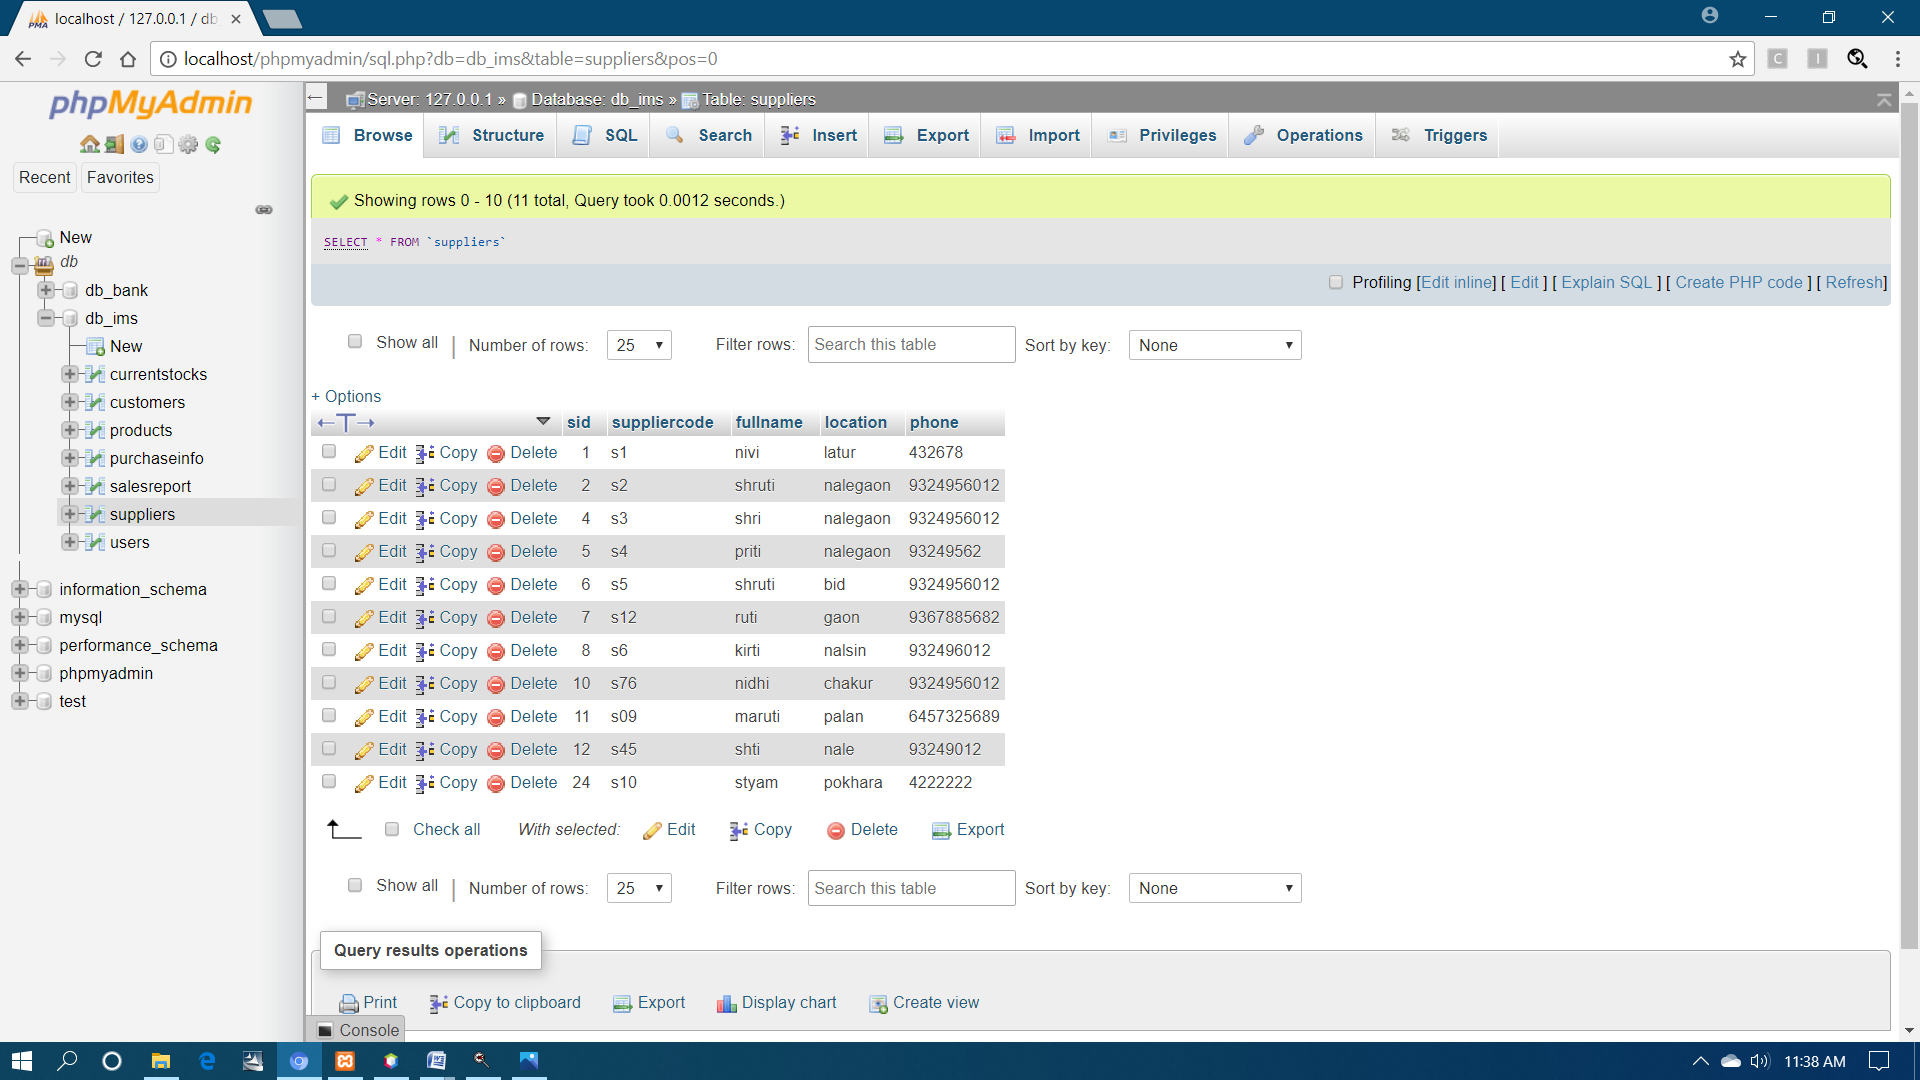 localhost / 127.0.0.1 / db
localhost/phpmyadmin/sql.php?db=db_ims&table=suppliers&pos=0
phpMyAdmin
Recent Favorites
New
db
db_bank
db_ims
New
currentstocks
customers
products
purchaseinfo
salesreport
suppliers
users
information_schema
mysql
performance_schema
phpmyadmin
test
Server: 127.0.0.1 » Database: db_ims » Table: suppliers
Browse Structure SQL Search Insert Export Import Privileges Operations Triggers
Showing rows 0 - 10 (11 total, Query took 0.0012 seconds.)
SELECT * FROM `suppliers`
Profiling [Edit inline] [ Edit ] [ Explain SQL ] [ Create PHP code ] [ Refresh]
Show all | Number of rows: 25 Filter rows: Search this table Sort by key: None
+ Options
sid suppliercode fullname location phone
Edit Copy Delete 1 s1 nivi latur 432678
Edit Copy Delete 2 s2 shruti nalegaon 9324956012
Edit Copy Delete 4 s3 shri nalegaon 9324956012
Edit Copy Delete 5 s4 priti nalegaon 93249562
Edit Copy Delete 6 s5 shruti bid 9324956012
Edit Copy Delete 7 s12 ruti gaon 9367885682
Edit Copy Delete 8 s6 kirti nalsin 932496012
Edit Copy Delete 10 s76 nidhi chakur 9324956012
Edit Copy Delete 11 s09 maruti palan 6457325689
Edit Copy Delete 12 s45 shti nale 93249012
Edit Copy Delete 24 s10 styam pokhara 4222222
Check all With selected: Edit Copy Delete Export
Show all | Number of rows: 25 Filter rows: Search this table Sort by key: None
Query results operations
Print Copy to clipboard Export Display chart Create view
Console
11:38 AM